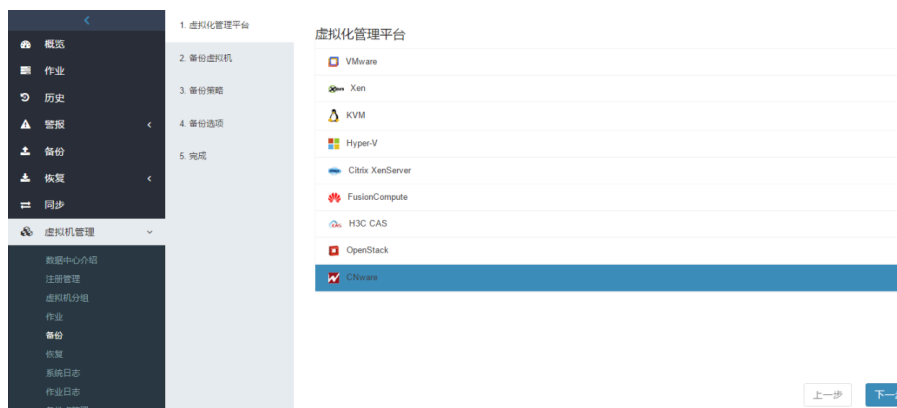 概览
作业
历史
警报
备份
恢复
同步
虚拟机管理
数据中心介绍
注册管理
虚拟机分组
作业
备份
恢复
系统日志
作业日志
1. 虚拟化管理平台
2. 备份虚拟机
3. 备份策略
4. 备份选项
5. 完成
虚拟化管理平台
VMware
Xen
KVM
Hyper-V
Citrix XenServer
FusionCompute
H3C CAS
OpenStack
CNware
上一步
下一步